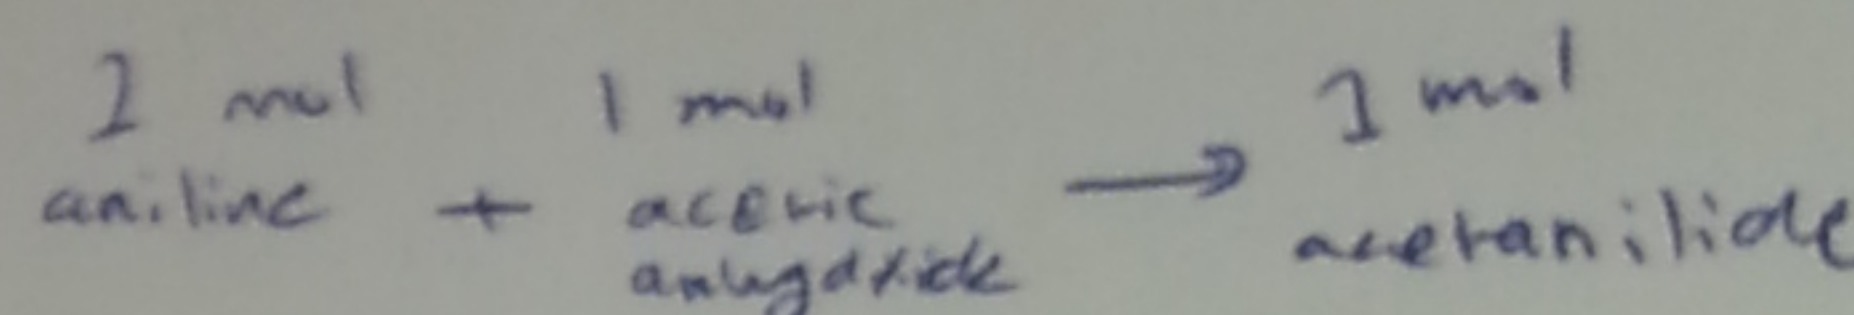 1 mol 1 mol 1 mol
aniline + acetic → acetanilide
anhydride